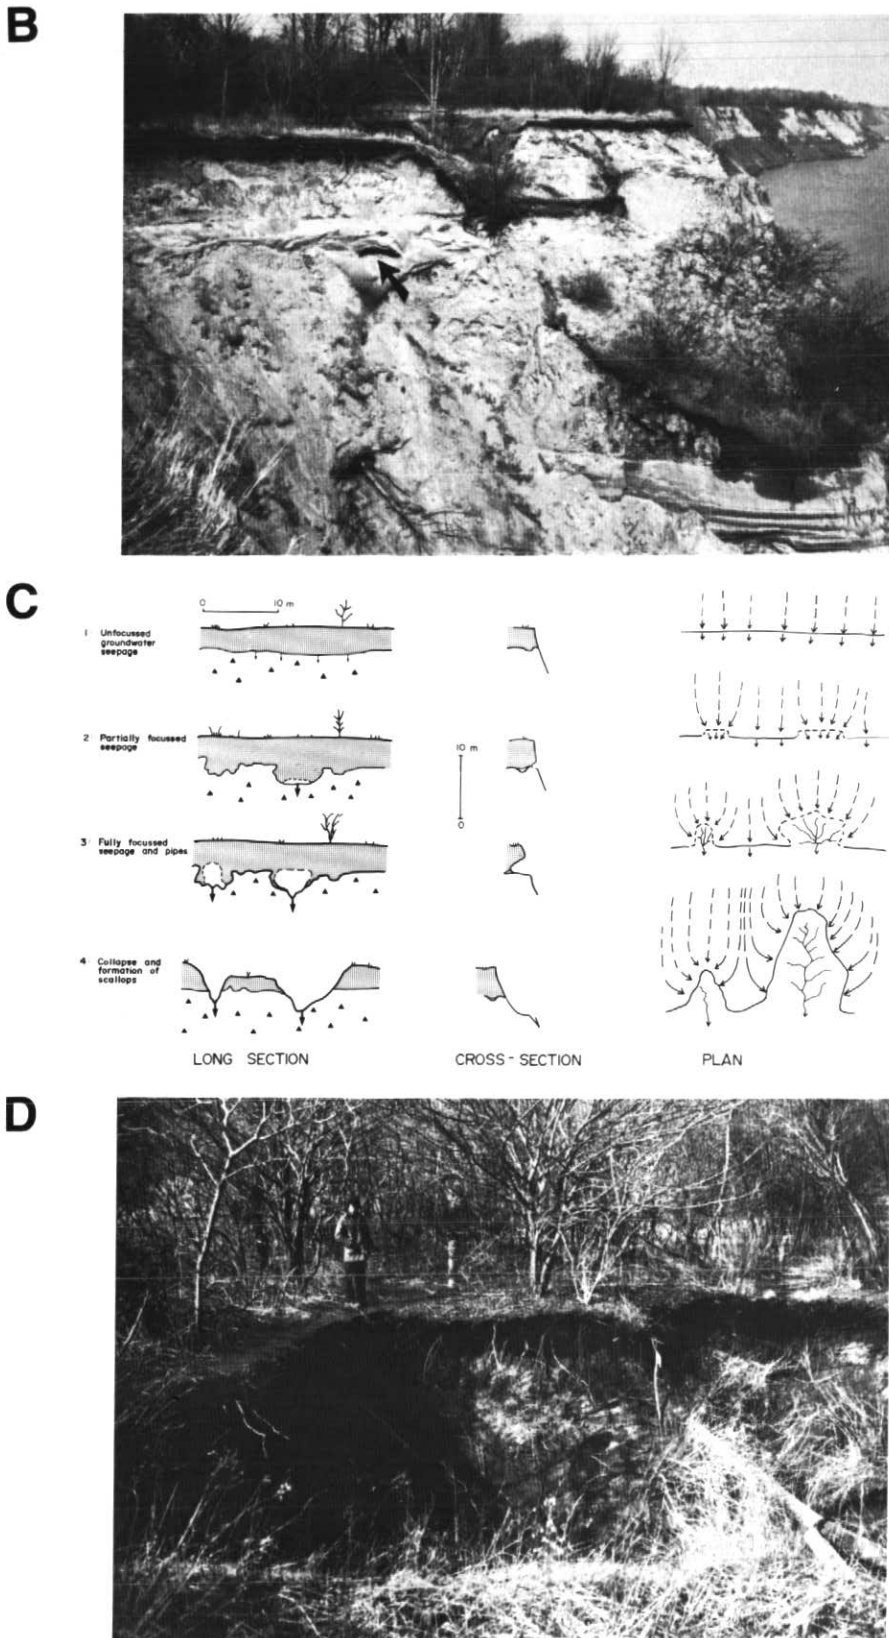 B
C
0 10 m
1 Unfocussed
groundwater
seepage
2 Partially focussed
seepage
10 m
0
3 Fully focussed
seepage and pipes
4 Collapse and
formation of
scallops
LONG SECTION CROSS-SECTION PLAN
D